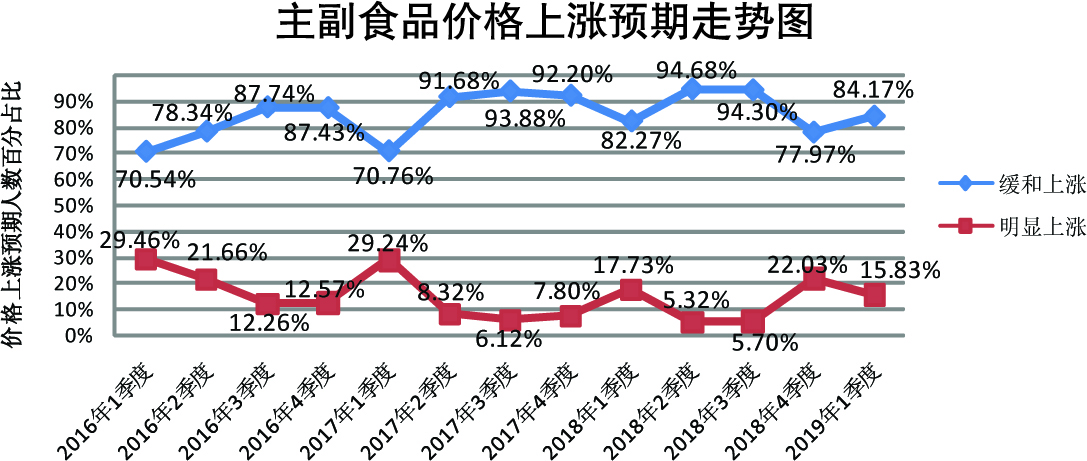 主副食品价格上涨预期走势图
价格上涨预期人数百分占比
90%
80%
70%
60%
50%
40%
30%
20%
10%
0%
70.54%
78.34%
87.74%
87.43%
70.76%
91.68%
93.88%
92.20%
82.27%
94.68%
94.30%
77.97%
84.17%
29.46%
21.66%
12.26%
12.57%
29.24%
8.32%
6.12%
7.80%
17.73%
5.32%
5.70%
22.03%
15.83%
缓和上涨
明显上涨
2016年1季度
2016年2季度
2016年3季度
2016年4季度
2017年1季度
2017年2季度
2017年3季度
2017年4季度
2018年1季度
2018年2季度
2018年3季度
2018年4季度
2019年1季度